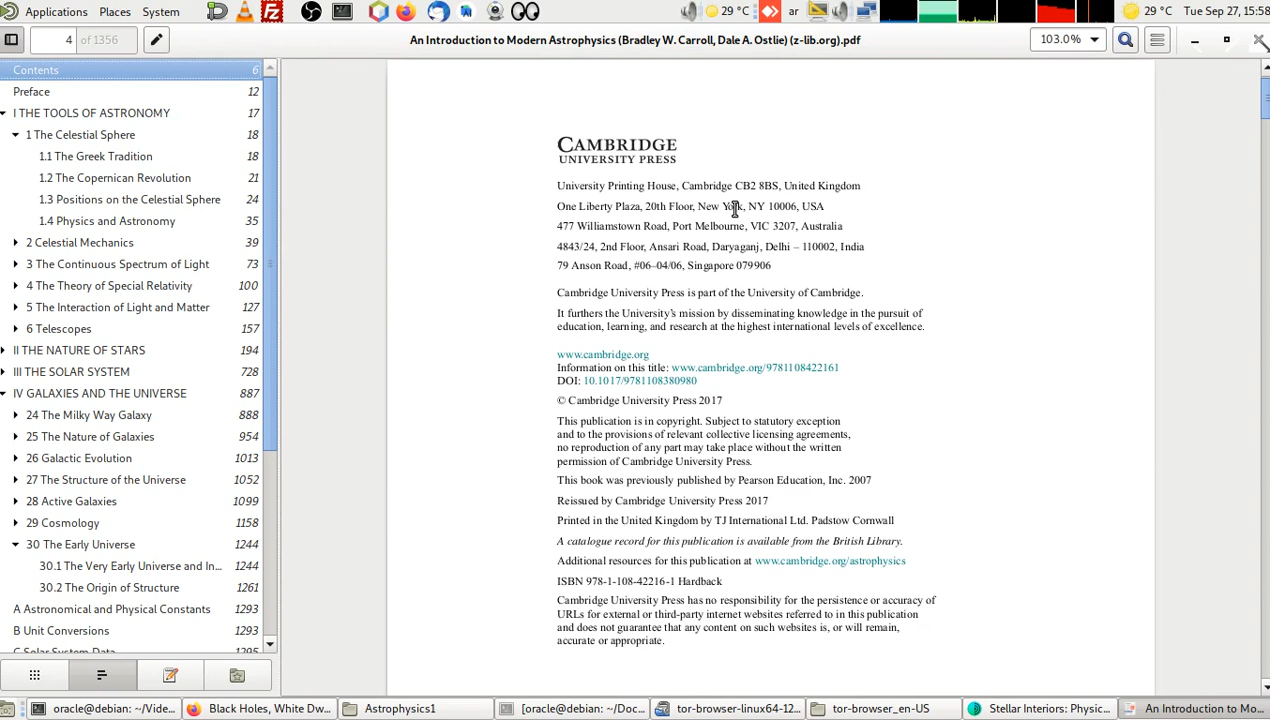 Applications Places System
29 °C
ar
29 °C
Tue Sep 27, 15:58
4 of 1356
An Introduction to Modern Astrophysics (Bradley W. Carroll, Dale A. Ostlie) (z-lib.org).pdf
103.0%
Contents 6
Preface 12
I THE TOOLS OF ASTRONOMY 17
1 The Celestial Sphere 18
1.1 The Greek Tradition 18
1.2 The Copernican Revolution 21
1.3 Positions on the Celestial Sphere 24
1.4 Physics and Astronomy 35
2 Celestial Mechanics 39
3 The Continuous Spectrum of Light 73
4 The Theory of Special Relativity 100
5 The Interaction of Light and Matter 127
6 Telescopes 157
II THE NATURE OF STARS 194
III THE SOLAR SYSTEM 728
IV GALAXIES AND THE UNIVERSE 887
24 The Milky Way Galaxy 888
25 The Nature of Galaxies 954
26 Galactic Evolution 1013
27 The Structure of the Universe 1052
28 Active Galaxies 1099
29 Cosmology 1158
30 The Early Universe 1244
30.1 The Very Early Universe and In... 1244
30.2 The Origin of Structure 1261
A Astronomical and Physical Constants 1293
B Unit Conversions 1293
C Solar System Data 1295
CAMBRIDGE
UNIVERSITY PRESS
University Printing House, Cambridge CB2 8BS, United Kingdom
One Liberty Plaza, 20th Floor, New York, NY 10006, USA
477 Williamstown Road, Port Melbourne, VIC 3207, Australia
4843/24, 2nd Floor, Ansari Road, Daryaganj, Delhi – 110002, India
79 Anson Road, #06–04/06, Singapore 079906
Cambridge University Press is part of the University of Cambridge.
It furthers the University's mission by disseminating knowledge in the pursuit of
education, learning, and research at the highest international levels of excellence.
www.cambridge.org
Information on this title: www.cambridge.org/9781108422161
DOI: 10.1017/9781108380980
© Cambridge University Press 2017
This publication is in copyright. Subject to statutory exception
and to the provisions of relevant collective licensing agreements,
no reproduction of any part may take place without the written
permission of Cambridge University Press.
This book was previously published by Pearson Education, Inc. 2007
Reissued by Cambridge University Press 2017
Printed in the United Kingdom by TJ International Ltd. Padstow Cornwall
A catalogue record for this publication is available from the British Library.
Additional resources for this publication at www.cambridge.org/astrophysics
ISBN 978-1-108-42216-1 Hardback
Cambridge University Press has no responsibility for the persistence or accuracy of
URLs for external or third-party internet websites referred to in this publication
and does not guarantee that any content on such websites is, or will remain,
accurate or appropriate.
oracle@debian: ~/Vide...
Black Holes, White Dw...
Astrophysics1
[oracle@debian: ~/Doc...
tor-browser-linux64-12...
tor-browser_en-US
Stellar Interiors: Physic...
An Introduction to Mo...